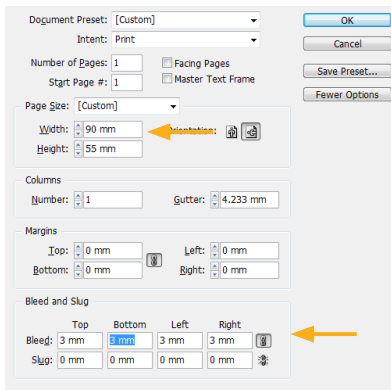 Document Preset: [Custom]
OK
Intent: Print
Cancel
Number of Pages: 1 Facing Pages
Save Preset...
Start Page #: 1 Master Text Frame
Fewer Options
Page Size: [Custom]
Width: 90 mm Orientation:
Height: 55 mm
Columns
Number: 1 Gutter: 4.233 mm
Margins
Top: 0 mm Left: 0 mm
Bottom: 0 mm Right: 0 mm
Bleed and Slug
Top Bottom Left Right
Bleed: 3 mm 3 mm 3 mm 3 mm
Slug: 0 mm 0 mm 0 mm 0 mm